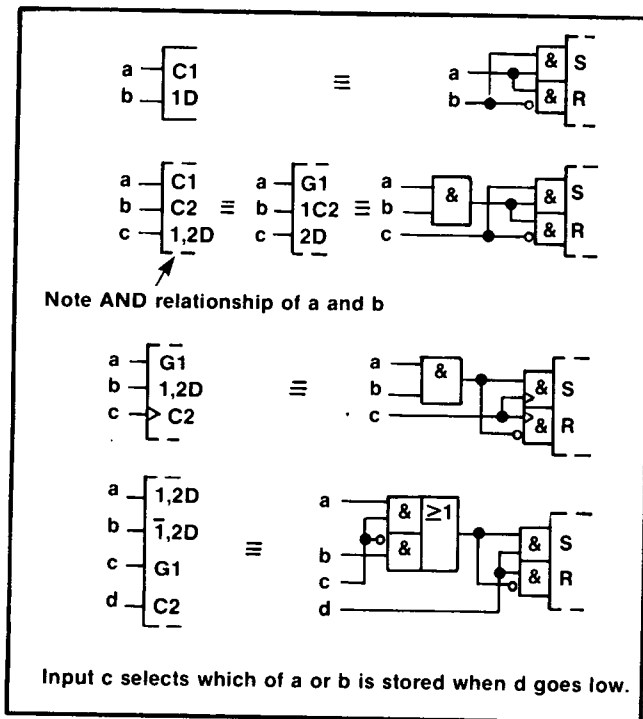 a C1 ≡ a & S
b 1D b & R
a C1 a G1 a & & S
b C2 ≡ b 1C2 ≡ b & R
c 1,2D c 2D c
Note AND relationship of a and b
a G1 a & & S
b 1,2D ≡ b & R
c C2 c
a 1,2D a & ≥1 & S
b 1̅,2D ≡ b & & R
c G1 c
d C2 d
Input c selects which of a or b is stored when d goes low.